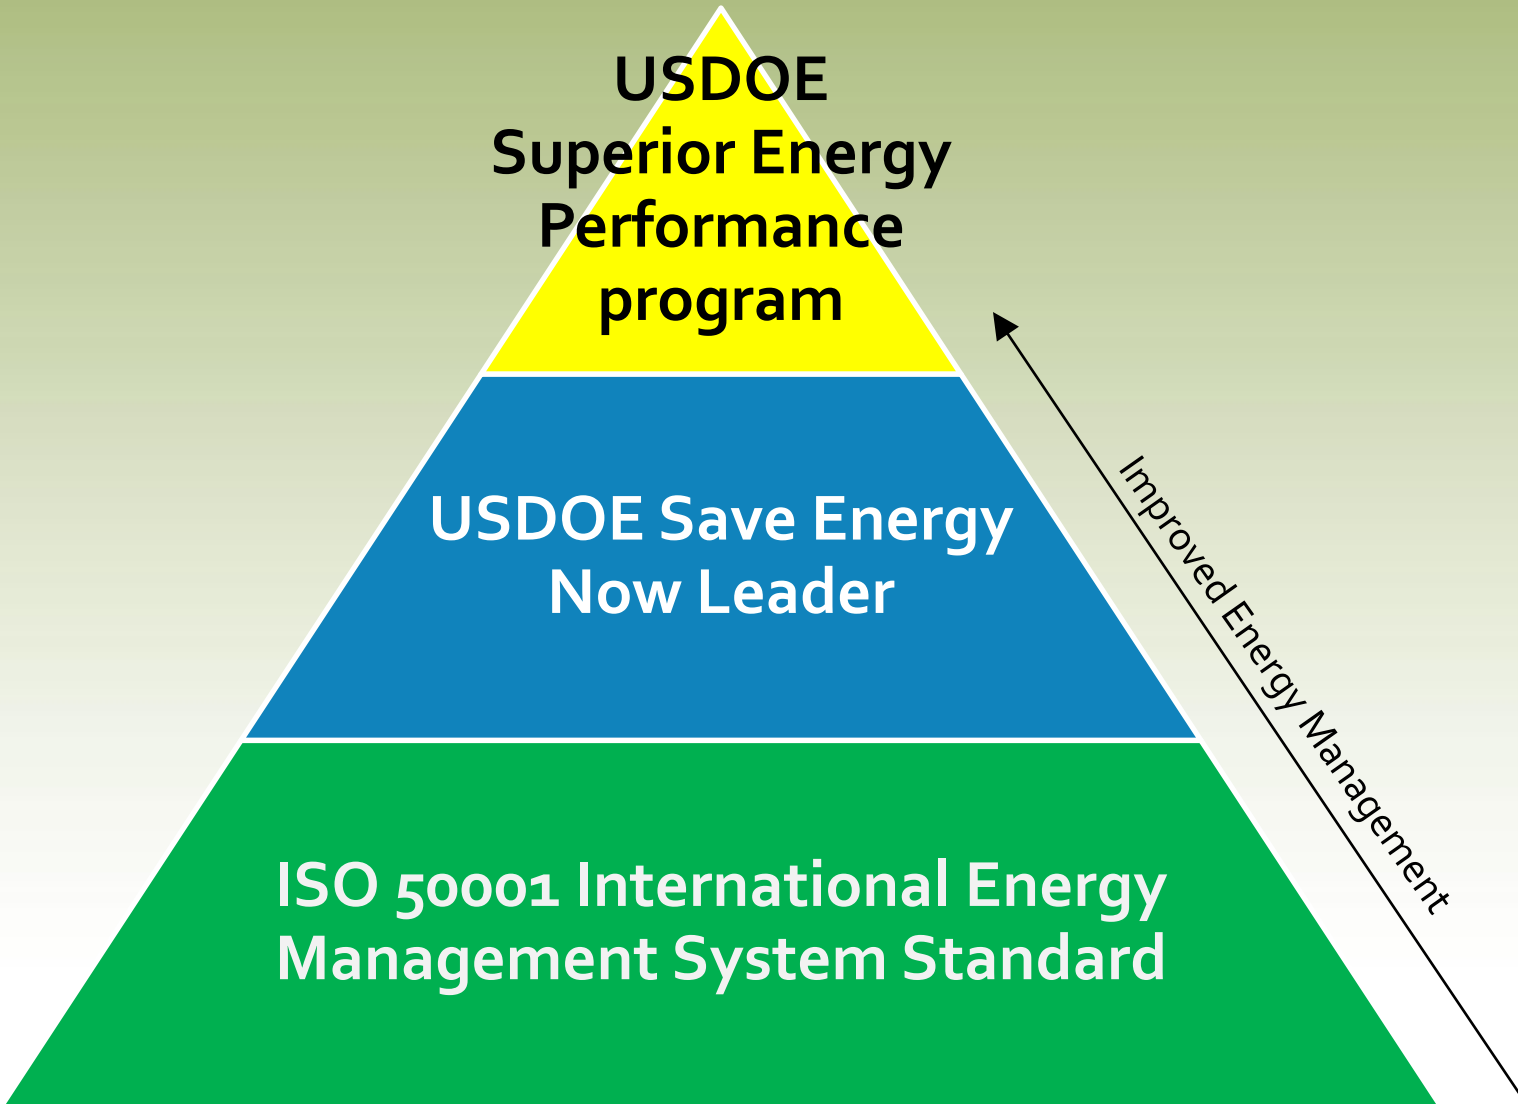 USDOE
Superior Energy
Performance
program
USDOE Save Energy
Now Leader
Improved Energy Management
ISO 50001 International Energy
Management System Standard